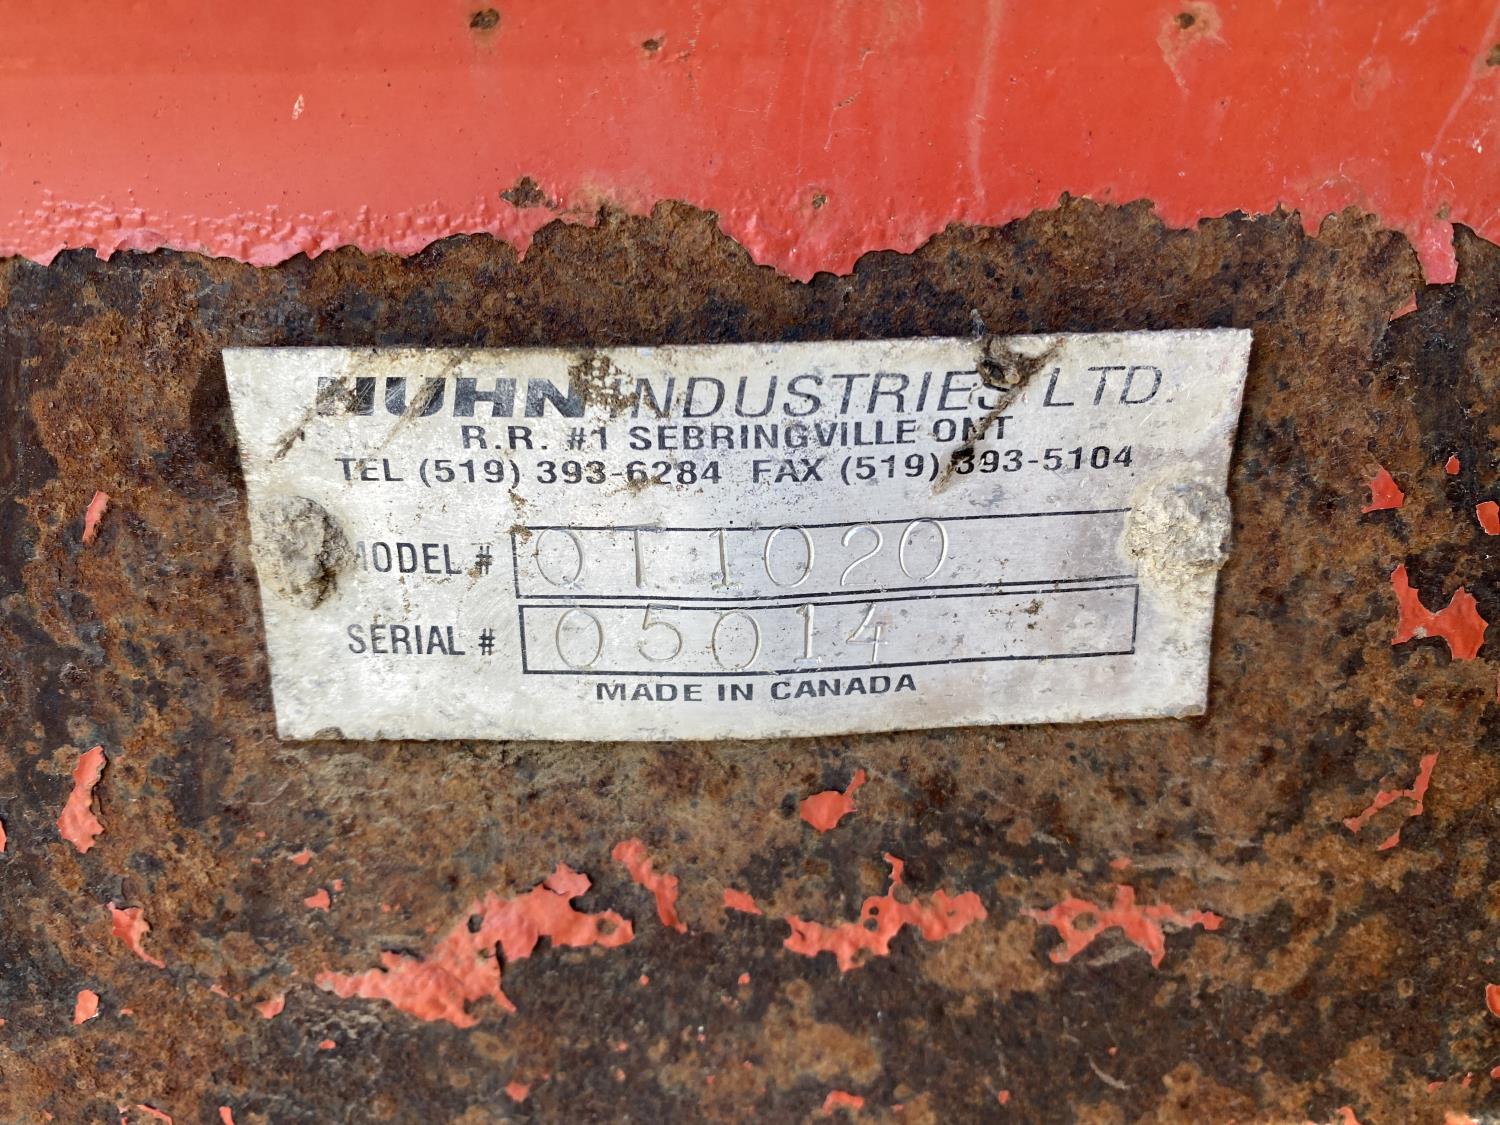 HUHN INDUSTRIES LTD.
R.R. #1 SEBRINGVILLE ONT
TEL (519) 393-6284 FAX (519) 393-5104
MODEL # QT1020
SERIAL # 05014
MADE IN CANADA